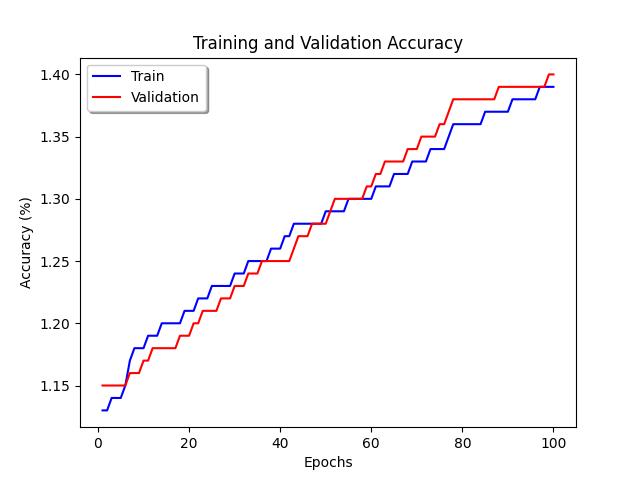 Training and Validation Accuracy
Train
Validation
1.40
1.35
1.30
1.25
1.20
1.15
Accuracy (%)
0 20 40 60 80 100
Epochs